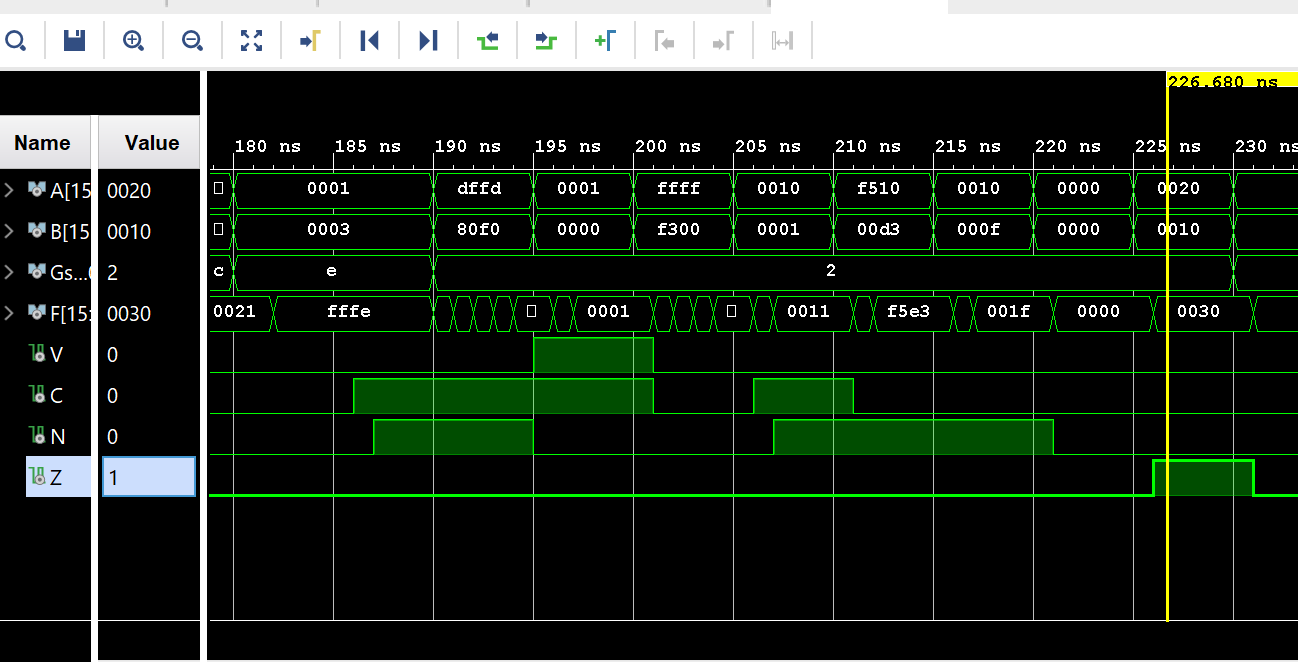 226.680 ns
Name Value 180 ns 185 ns 190 ns 195 ns 200 ns 205 ns 210 ns 215 ns 220 ns 225 ns 230 ns
A[15 0020 0001 dffd 0001 ffff 0010 f510 0010 0000 0020
B[15 0010 0003 80f0 0000 f300 0001 00d3 000f 0000 0010
Gs... 2 c e 2
F[15: 0030 0021 fffe 0001 0011 f5e3 001f 0000 0030
V 0
C 0
N 0
Z 1